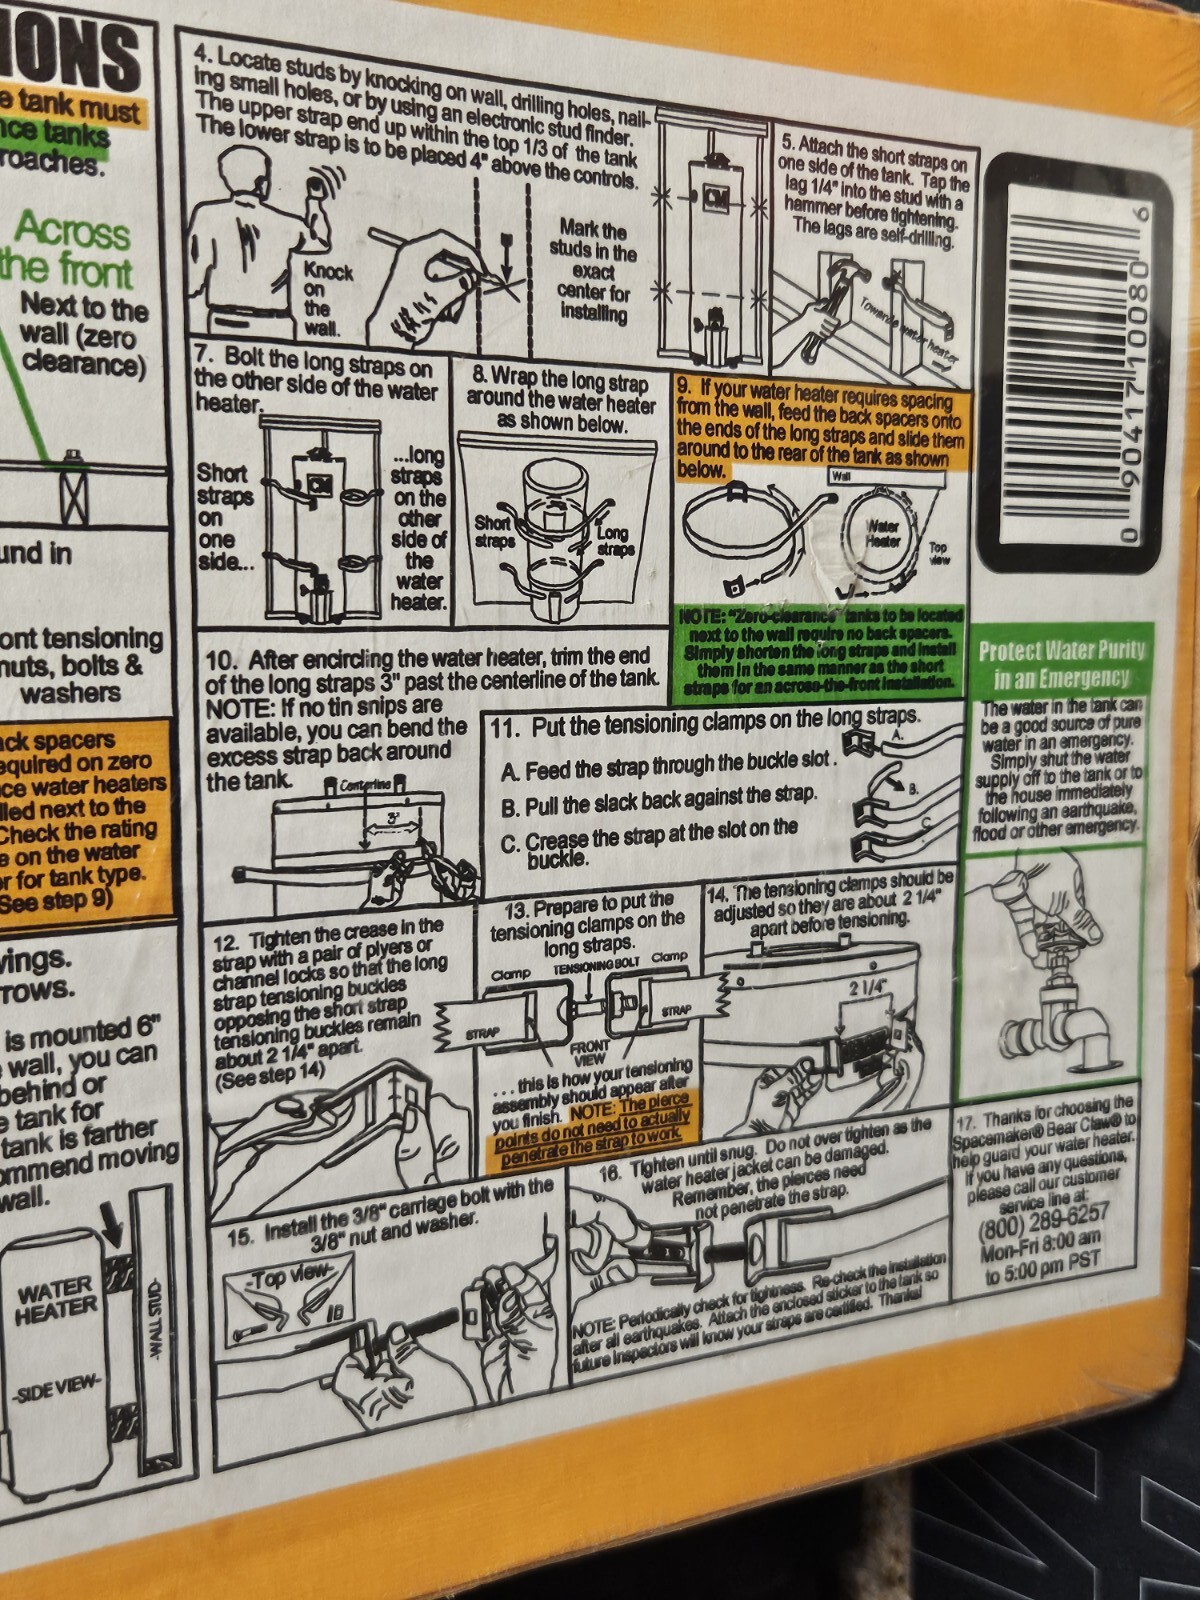 IONS
e tank must
nce tanks
roaches.
Across
the front
Next to the
wall (zero
clearance)
und in
ont tensioning
nuts, bolts &
washers
ack spacers
equired on zero
ce water heaters
lled next to the
Check the rating
e on the water
r for tank type.
See step 9)
vings.
rrows.
is mounted 6"
wall, you can
behind or
e tank for
tank is farther
ommend moving
wall.
WATER
HEATER
-SIDE VIEW-
-WALL STUD-
4. Locate studs by knocking on wall, drilling holes, nail-
ing small holes, or by using an electronic stud finder.
The upper strap end up within the top 1/3 of the tank
The lower strap is to be placed 4" above the controls.
Knock
on
the
wall.
Mark the
studs in the
exact
center for
installing
CM
5. Attach the short straps on
one side of the tank. Tap the
lag 1/4" into the stud with a
hammer before tightening.
The lags are self-drilling.
Towards water heater
7. Bolt the long straps on
the other side of the water
heater.
Short
straps
on
one
side...
CM
...long
straps
on the
other
side of
the
water
heater.
8. Wrap the long strap
around the water heater
as shown below.
Short
straps
Long
straps
9. If your water heater requires spacing
from the wall, feed the back spacers onto
the ends of the long straps and slide them
around to the rear of the tank as shown
below.
Wall
Water
Heater
Top
view
NOTE: "Zero-clearance" tanks to be located
next to the wall require no back spacers.
Simply shorten the long straps and install
them in the same manner as the short
straps for an across-the-front installation.
10. After encircling the water heater, trim the end
of the long straps 3" past the centerline of the tank.
NOTE: If no tin snips are
available, you can bend the
excess strap back around
the tank.
Centerline
3"
11. Put the tensioning clamps on the long straps.
A. Feed the strap through the buckle slot.
B. Pull the slack back against the strap.
C. Crease the strap at the slot on the
buckle.
A.
B.
C.
12. Tighten the crease in the
strap with a pair of plyers or
channel locks so that the long
strap tensioning buckles
opposing the short strap
tensioning buckles remain
about 2 1/4" apart.
(See step 14)
13. Prepare to put the
tensioning clamps on the
long straps.
Clamp
TENSIONING BOLT
Clamp
STRAP
STRAP
FRONT
VIEW
. . . this is how your tensioning
assembly should appear after
you finish. NOTE: The pierce
points do not need to actually
penetrate the strap to work.
14. The tensioning clamps should be
adjusted so they are about 2 1/4"
apart before tensioning.
2 1/4"
15. Install the 3/8" carriage bolt with the
3/8" nut and washer.
-Top view-
16. Tighten until snug. Do not over tighten as the
water heater jacket can be damaged.
Remember, the pierces need
not penetrate the strap.
NOTE: Periodically check for tightness. Re-check the installation
after all earthquakes. Attach the enclosed sticker to the tank so
future Inspectors will know your straps are certified. Thanks!
0 90417 10080 6
Protect Water Purity
in an Emergency
The water in the tank can
be a good source of pure
water in an emergency.
Simply shut the water
supply off to the tank or to
the house immediately
following an earthquake,
flood or other emergency.
17. Thanks for choosing the
Spacemaker® Bear Claw® to
help guard your water heater.
If you have any questions,
please call our customer
service line at:
(800) 289-6257
Mon-Fri 8:00 am
to 5:00 pm PST